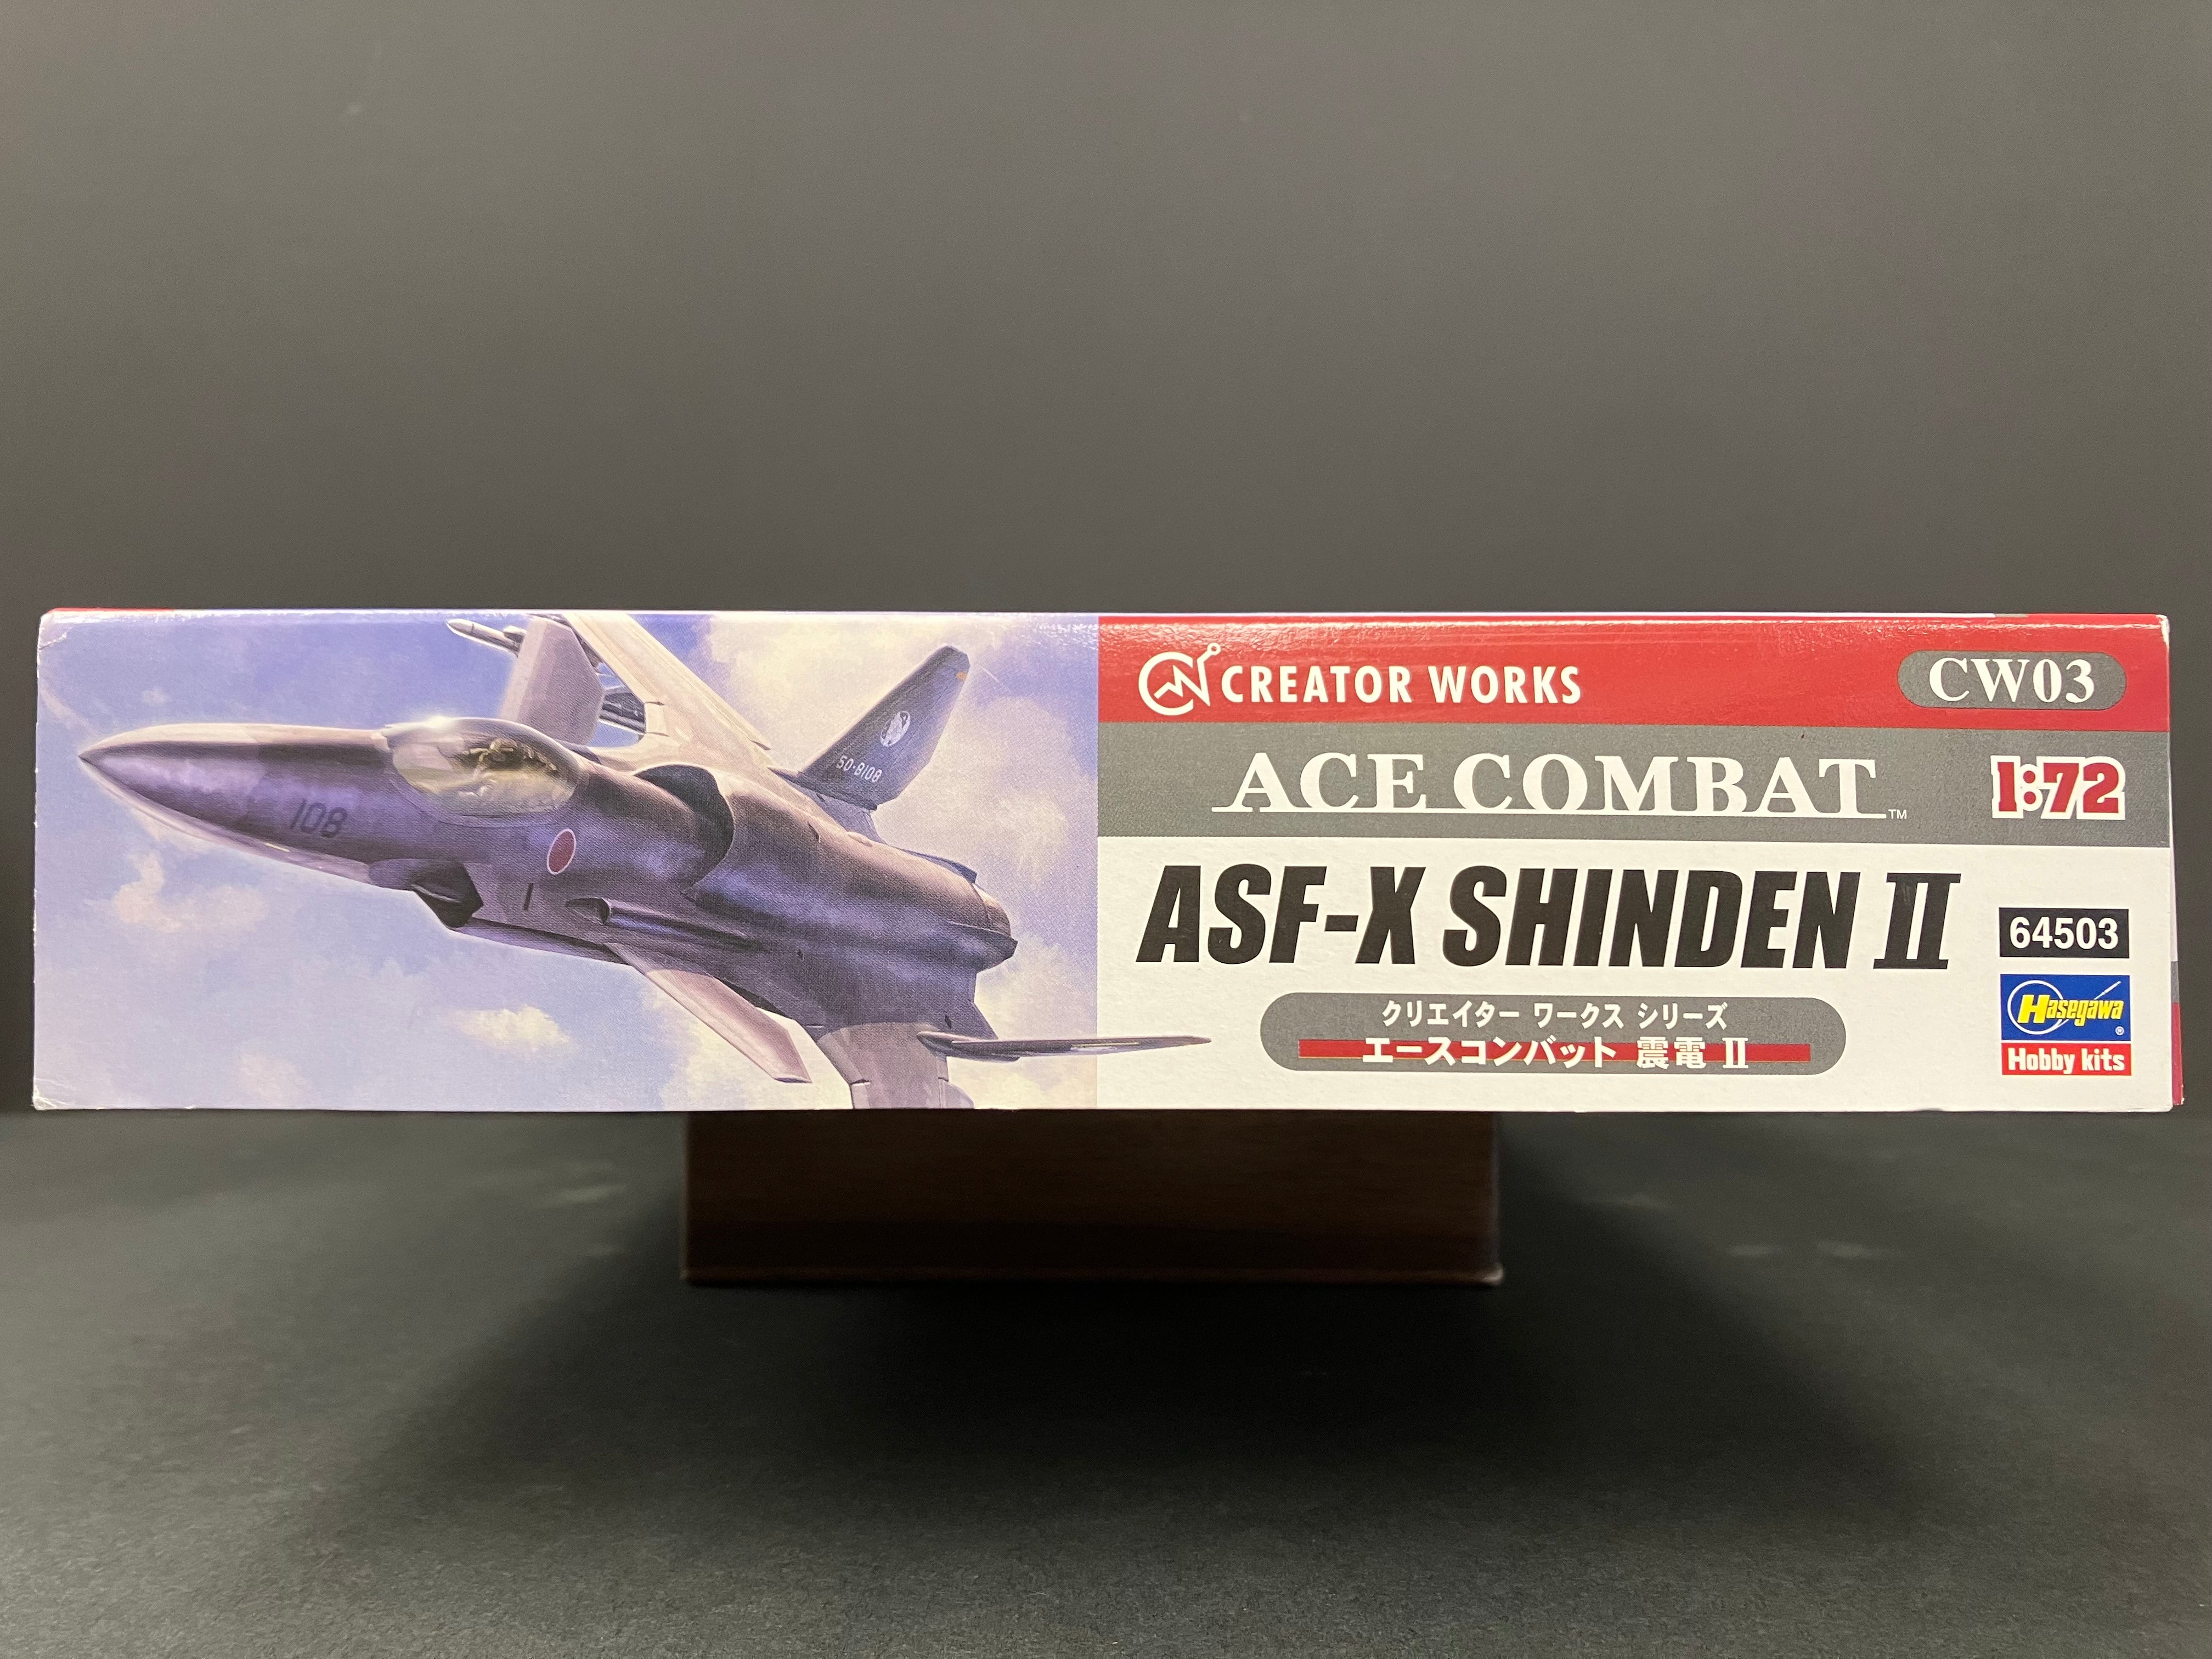 CREATOR WORKS
CW03
ACE COMBAT™
1:72
ASF-X SHINDEN II
64503
クリエイター ワークス シリーズ
エースコンバット 震電 II
Hasegawa®
Hobby kits
108
50-8108